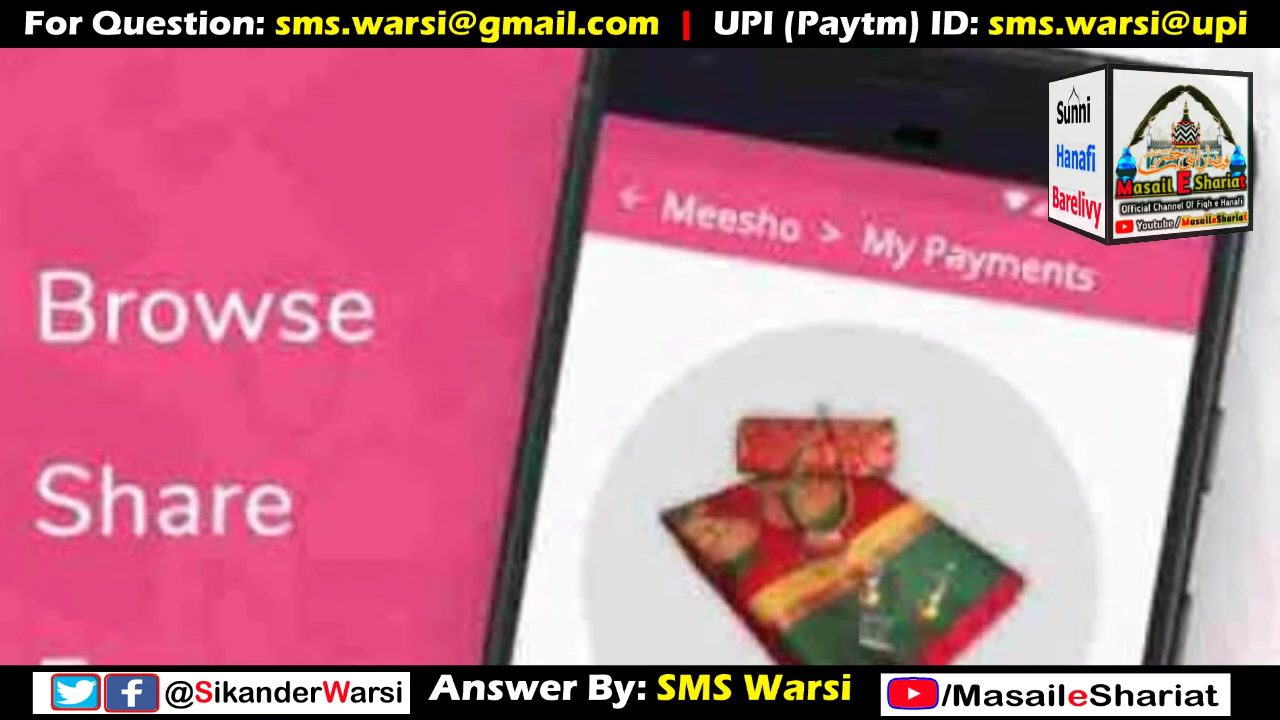 For Question: sms.warsi@gmail.com | UPI (Paytm) ID: sms.warsi@upi
Sunni
Hanafi
Barelivy
Masail E Shariat
Official Channel Of Fiqh e Hanafi
Youtube/MasaileShariat
← Meesho > My Payments
Browse
Share
@SikanderWarsi
Answer By: SMS Warsi
/MasaileShariat